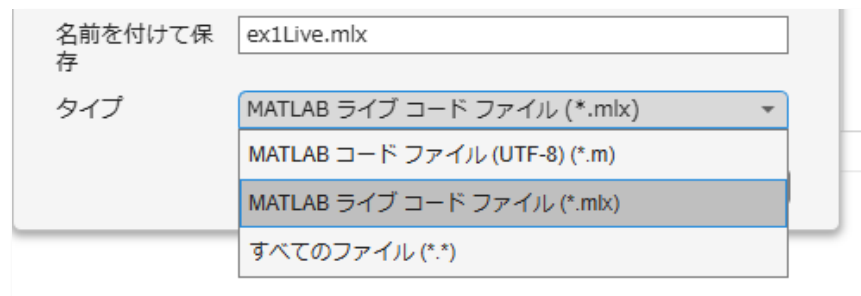 名前を付けて保
存
ex1Live.mlx
タイプ
MATLAB ライブ コード ファイル (*.mlx)
MATLAB コード ファイル (UTF-8) (*.m)
MATLAB ライブ コード ファイル (*.mlx)
すべてのファイル (*.*)